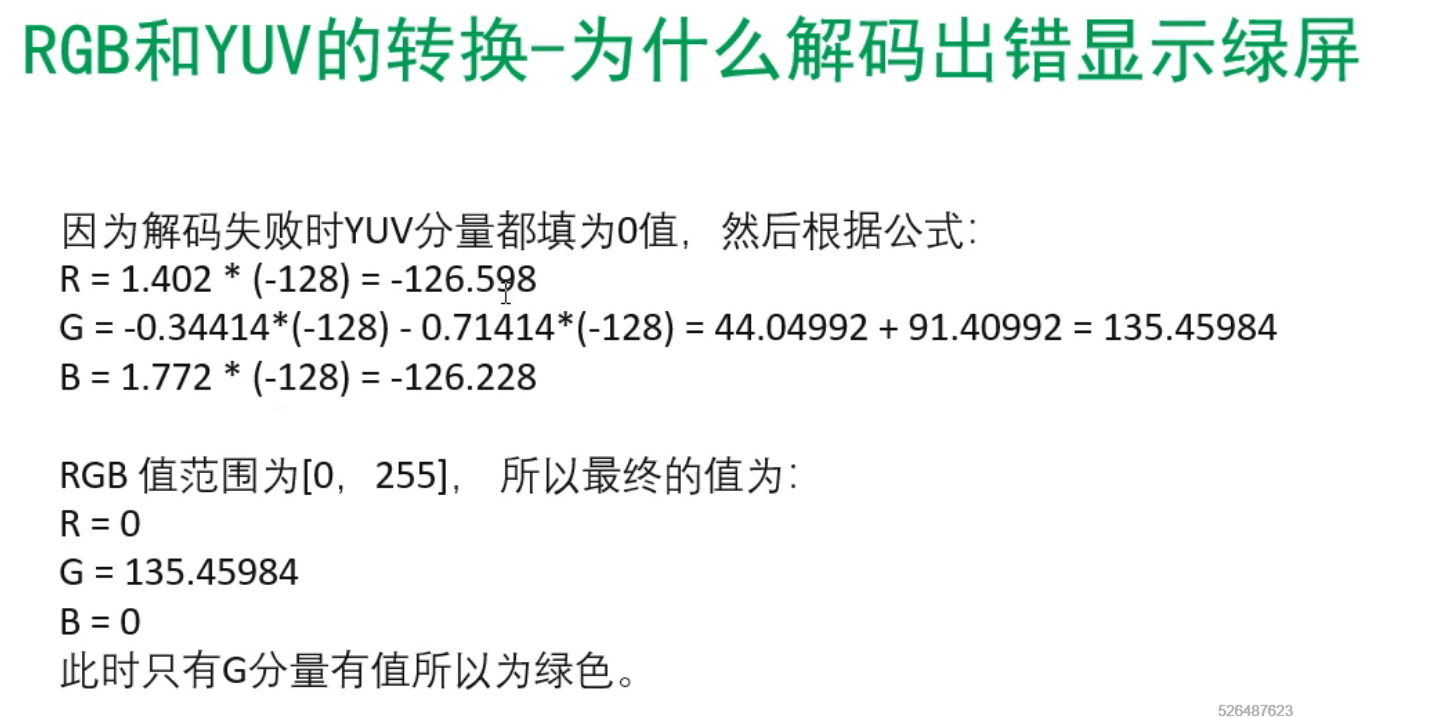 RGB和YUV的转换-为什么解码出错显示绿屏
因为解码失败时YUV分量都填为0值，然后根据公式：
R = 1.402 * (-128) = -126.598
G = -0.34414*(-128) - 0.71414*(-128) = 44.04992 + 91.40992 = 135.45984
B = 1.772 * (-128) = -126.228
RGB 值范围为[0，255]， 所以最终的值为：
R = 0
G = 135.45984
B = 0
此时只有G分量有值所以为绿色。
526487623